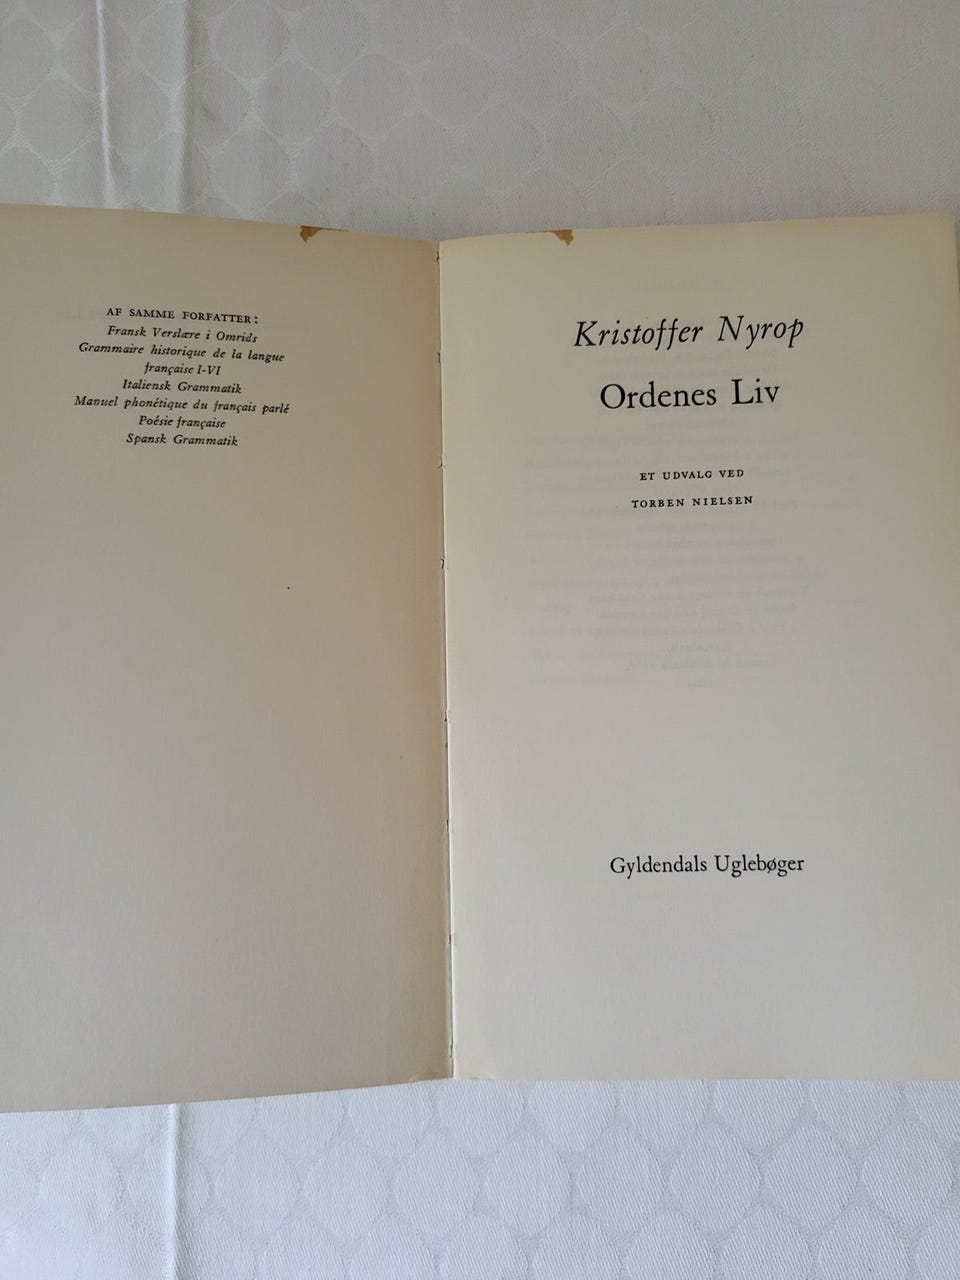 AF SAMME FORFATTER:
Fransk Verslære i Omrids
Grammaire historique de la langue
française I-VI
Italiensk Grammatik
Manuel phonétique du français parlé
Poésie française
Spansk Grammatik
Kristoffer Nyrop
Ordenes Liv
ET UDVALG VED
TORBEN NIELSEN
Gyldendals Uglebøger